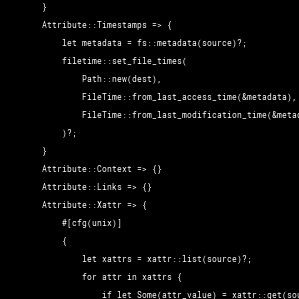 }
Attribute::Timestamps => {
let metadata = fs::metadata(source)?;
filetime::set_file_times(
Path::new(dest),
FileTime::from_last_access_time(&metadata),
FileTime::from_last_modification_time(&metad
)?;
}
Attribute::Context => {}
Attribute::Links => {}
Attribute::Xattr => {
#[cfg(unix)]
{
let xattrs = xattr::list(source)?;
for attr in xattrs {
if let Some(attr_value) = xattr::get(sou